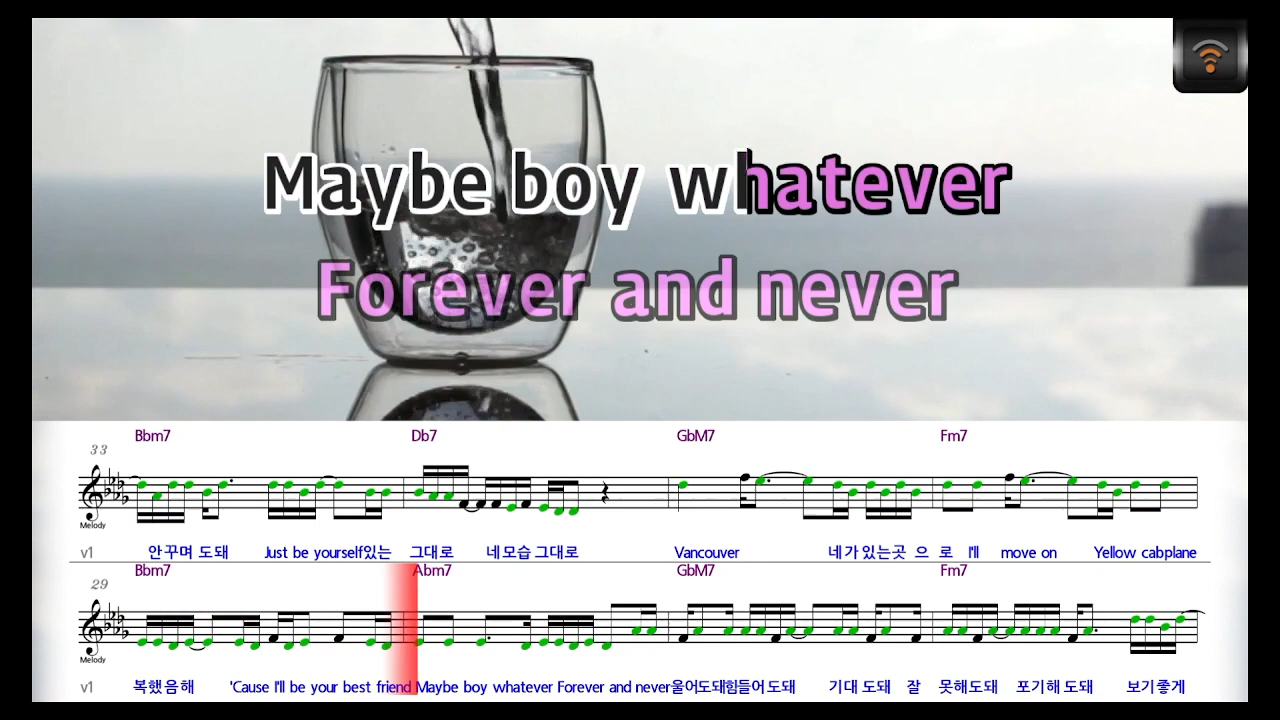 Maybe boy whatever
Forever and never
Bbm7 Db7 GbM7 Fm7
33
Melody
v1 안꾸며 도돼 Just be yourself있는 그대로 네모습 그대로 Vancouver 네가 있는곳 으 로 I'll move on Yellow cabplane
Bbm7 Abm7 GbM7 Fm7
29
Melody
v1 복했음해 'Cause I'll be your best friend Maybe boy whatever Forever and never울어도돼힘들어 도돼 기대 도돼 잘 못해도돼 포기해 도돼 보기좋게